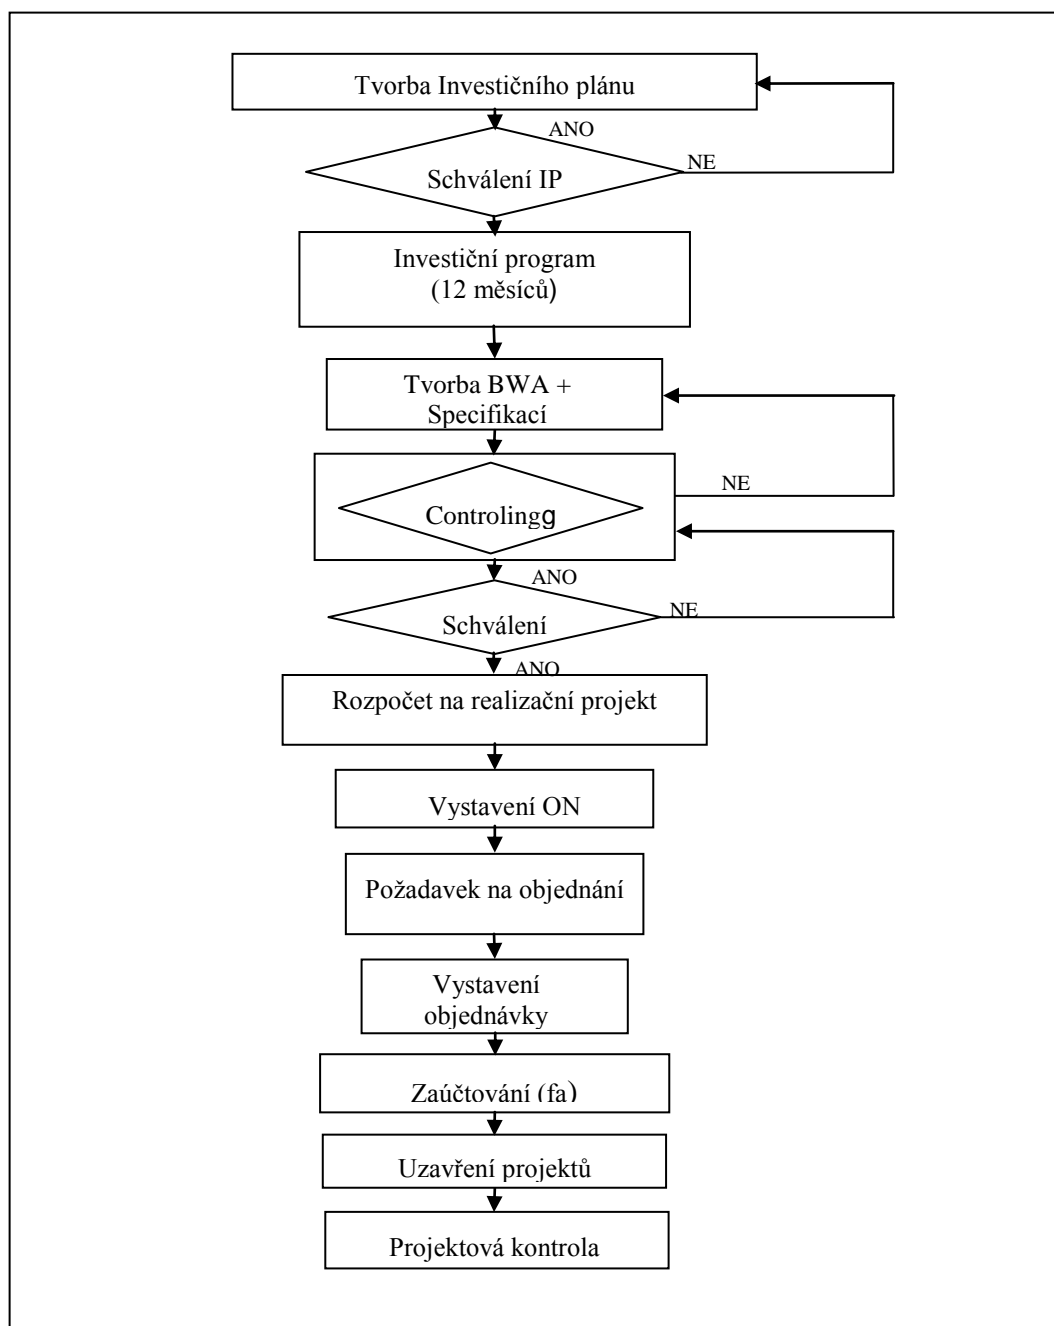 Tvorba Investičního plánu
ANO
NE
Schválení IP
Investiční program
(12 měsíců)
Tvorba BWA +
Specifikací
NE
Controlingg
ANO
NE
Schválení
ANO
Rozpočet na realizační projekt
Vystavení ON
Požadavek na objednání
Vystavení
objednávky
Zaúčtování (fa)
Uzavření projektů
Projektová kontrola